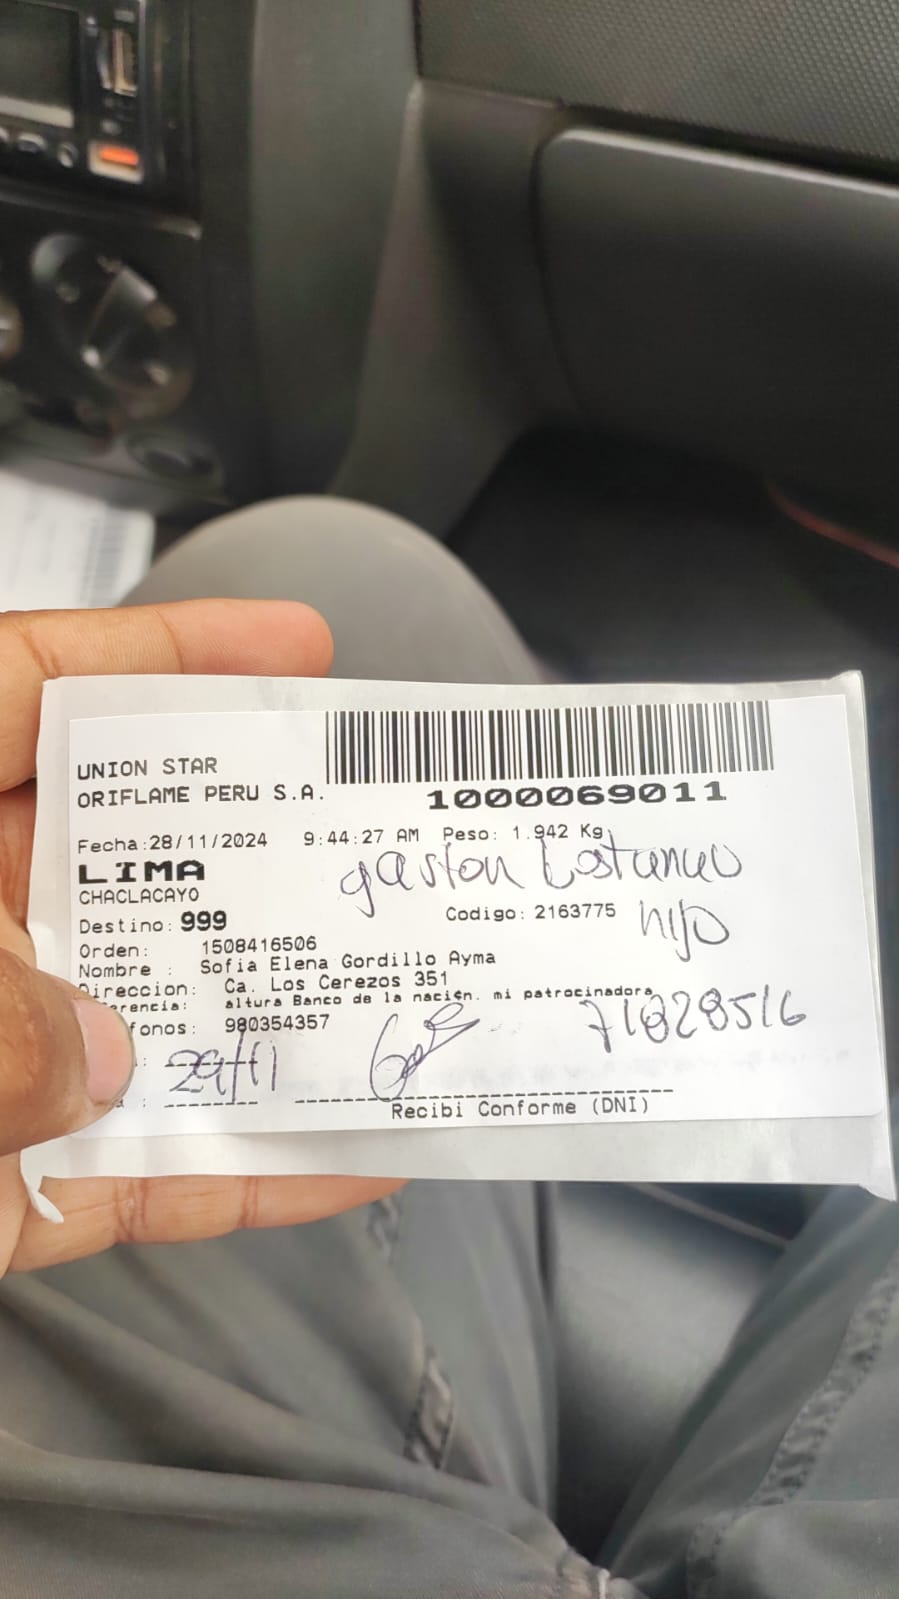 UNION STAR
ORIFLAME PERU S.A.
1000069011
Fecha:28/11/2024 9:44:27 AM Peso: 1.942 Kg
LIMA
gaston
CHACLACAYO
Destino: 999 Codigo: 2163775 hijo
Orden: 1508416506
Nombre : Sofia Elena Gordillo Ayma
Direccion: Ca. Los Cerezos 351
erencia: altura Banco de la nación. mi patrocinadora
fonos: 980354357 71828516
: 29/11
: Recibi Conforme (DNI)